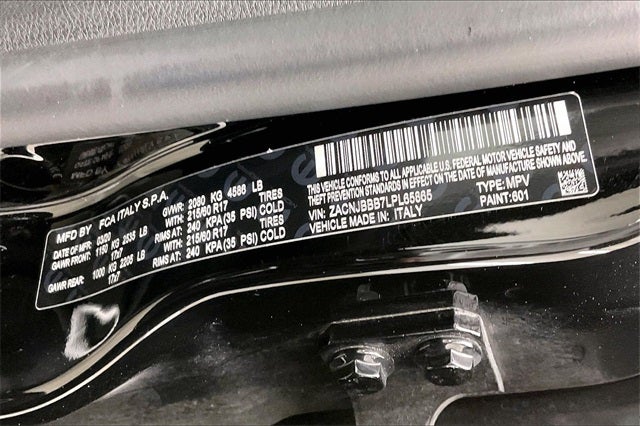 MFD BY: FCA ITALY S.P.A.
DATE OF MFR: 03/20 GVWR: 2080 KG 4586 LB
GAWR FRONT: 1150 KG 2535 LB WITH: 215/60 R17 TIRES
17x7 RIMS AT: 240 KPA(35 PSI) COLD
GAWR REAR: 1000 KG 2205 LB WITH: 215/60 R17 TIRES
17x7 RIMS AT: 240 KPA(35 PSI) COLD
THIS VEHICLE CONFORMS TO ALL APPLICABLE U.S. FEDERAL MOTOR VEHICLE SAFETY AND
THEFT PREVENTION STANDARDS IN EFFECT ON THE DATE OF MANUFACTURE SHOWN ABOVE
VIN: ZACNJBBB7LPL65865 TYPE: MPV
VEHICLE MADE IN: ITALY PAINT: 601